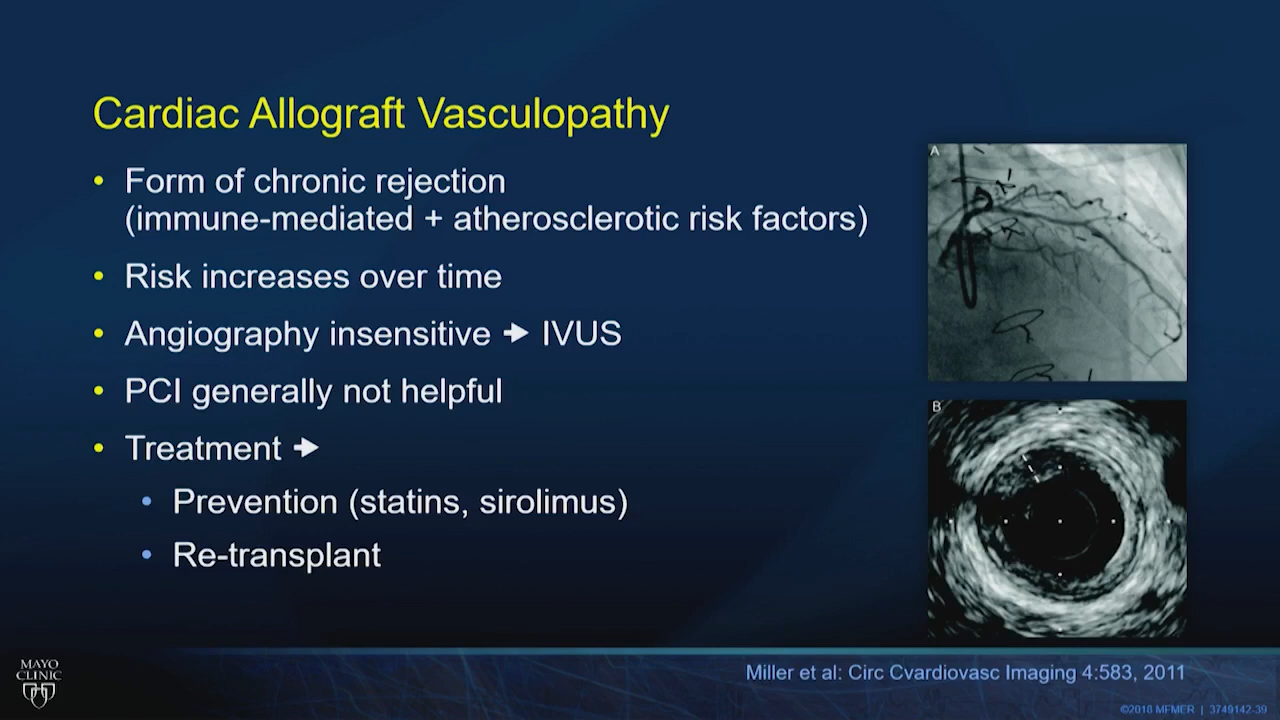 Cardiac Allograft Vasculopathy
• Form of chronic rejection
(immune-mediated + atherosclerotic risk factors)
• Risk increases over time
• Angiography insensitive → IVUS
• PCI generally not helpful
• Treatment →
• Prevention (statins, sirolimus)
• Re-transplant
A
B
MAYO
CLINIC
Miller et al: Circ Cvardiovasc Imaging 4:583, 2011
©2018 MFMER | 3749142-39